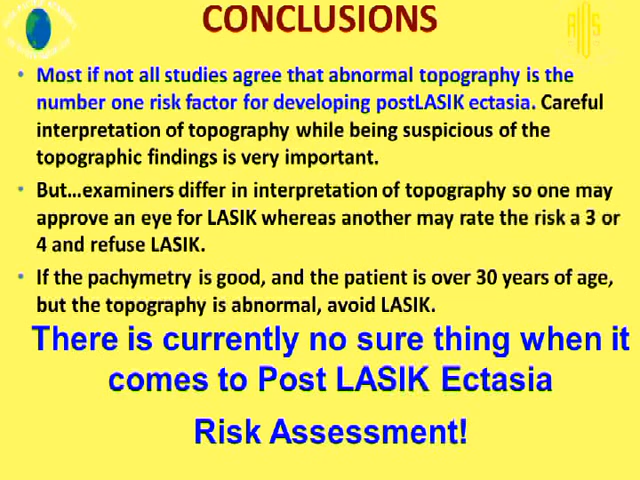 CONCLUSIONS
• Most if not all studies agree that abnormal topography is the
number one risk factor for developing postLASIK ectasia. Careful
interpretation of topography while being suspicious of the
topographic findings is very important.
• But…examiners differ in interpretation of topography so one may
approve an eye for LASIK whereas another may rate the risk a 3 or
4 and refuse LASIK.
• If the pachymetry is good, and the patient is over 30 years of age,
but the topography is abnormal, avoid LASIK.
There is currently no sure thing when it
comes to Post LASIK Ectasia
Risk Assessment!